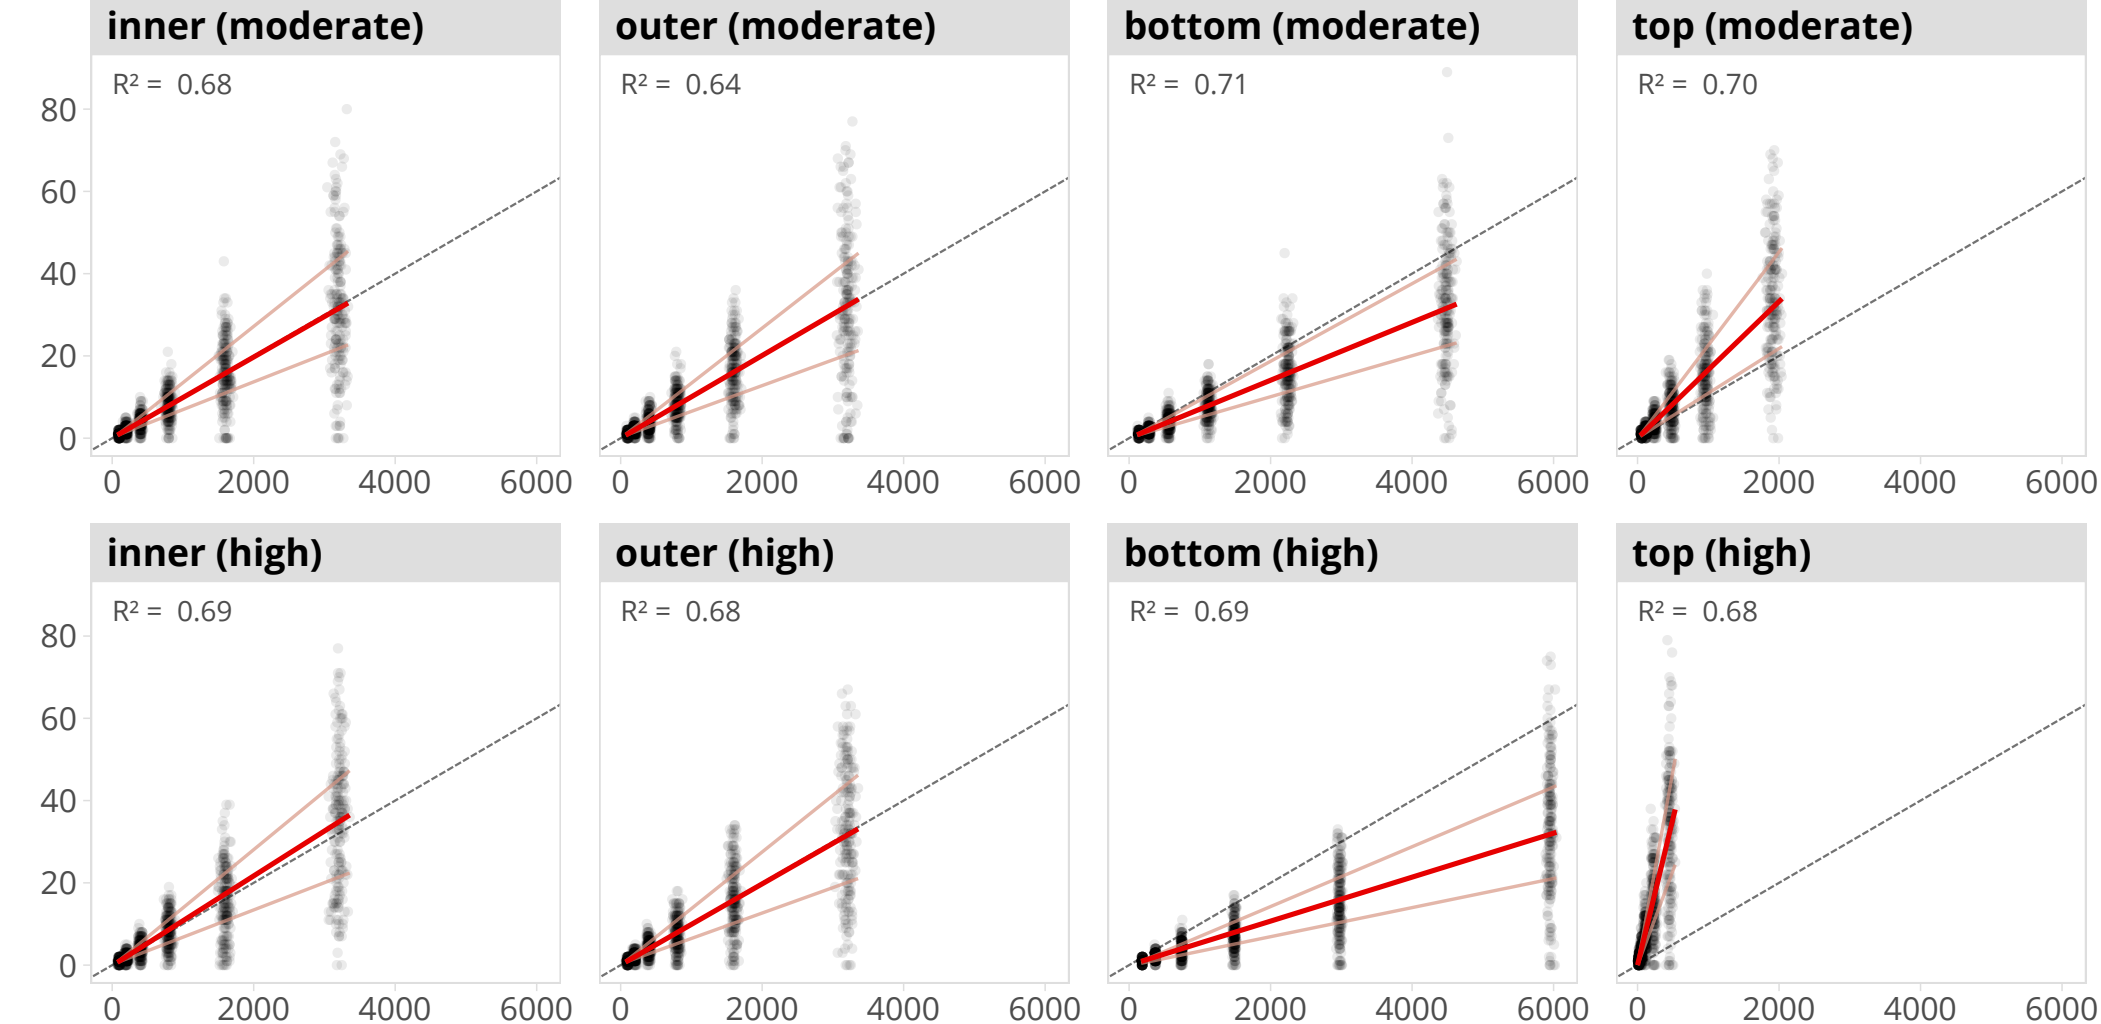 inner (moderate)
outer (moderate)
bottom (moderate)
top (moderate)
R² = 0.68
R² = 0.64
R² = 0.71
R² = 0.70
80
60
40
20
0
0 2000 4000 6000
0 2000 4000 6000
0 2000 4000 6000
0 2000 4000 6000
inner (high)
outer (high)
bottom (high)
top (high)
R² = 0.69
R² = 0.68
R² = 0.69
R² = 0.68
80
60
40
20
0
0 2000 4000 6000
0 2000 4000 6000
0 2000 4000 6000
0 2000 4000 6000